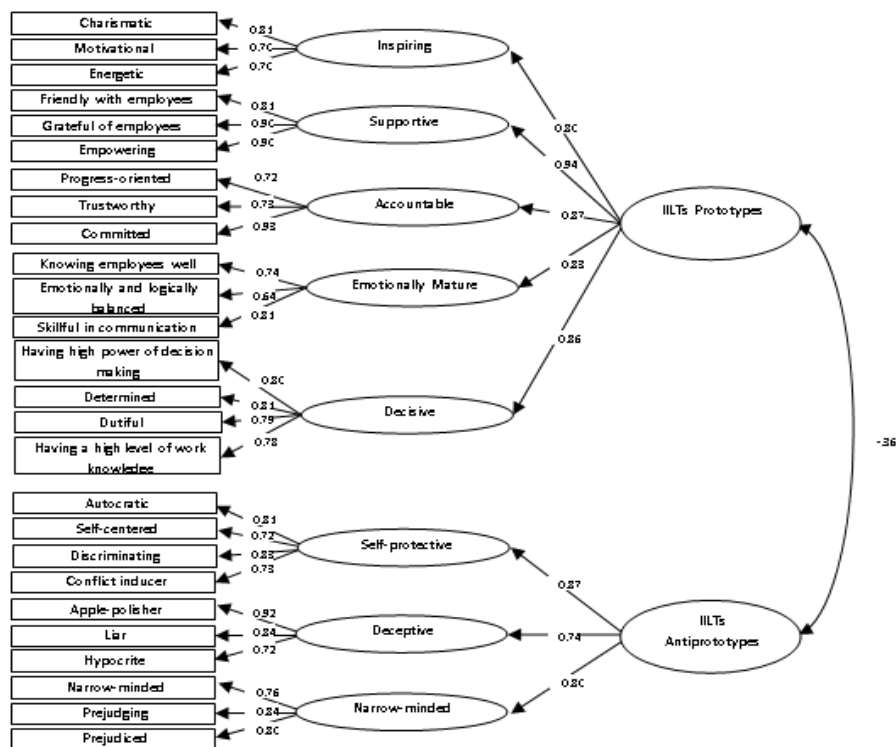 Charismatic
Motivational
Energetic
0.81
0.70
0.70
Inspiring
Friendly with employees
Grateful of employees
Empowering
0.81
0.90
0.90
Supportive
Progress-oriented
Trustworthy
Committed
0.72
0.73
0.93
Accountable
Knowing employees well
Emotionally and logically
balanced
Skillful in communication
0.74
0.64
0.81
Emotionally Mature
Having high power of decision
making
Determined
Dutiful
Having a high level of work
knowledge
0.80
0.81
0.79
0.78
Decisive
0.80
0.94
0.87
0.83
0.86
IILTs Prototypes
-36
Autocratic
Self-centered
Discriminating
Conflict inducer
0.81
0.72
0.83
0.73
Self-protective
Apple-polisher
Liar
Hypocrite
0.92
0.84
0.72
Deceptive
Narrow-minded
Prejudging
Prejudiced
0.76
0.84
0.80
Narrow-minded
0.87
0.74
0.80
IILTs
Antiprototypes